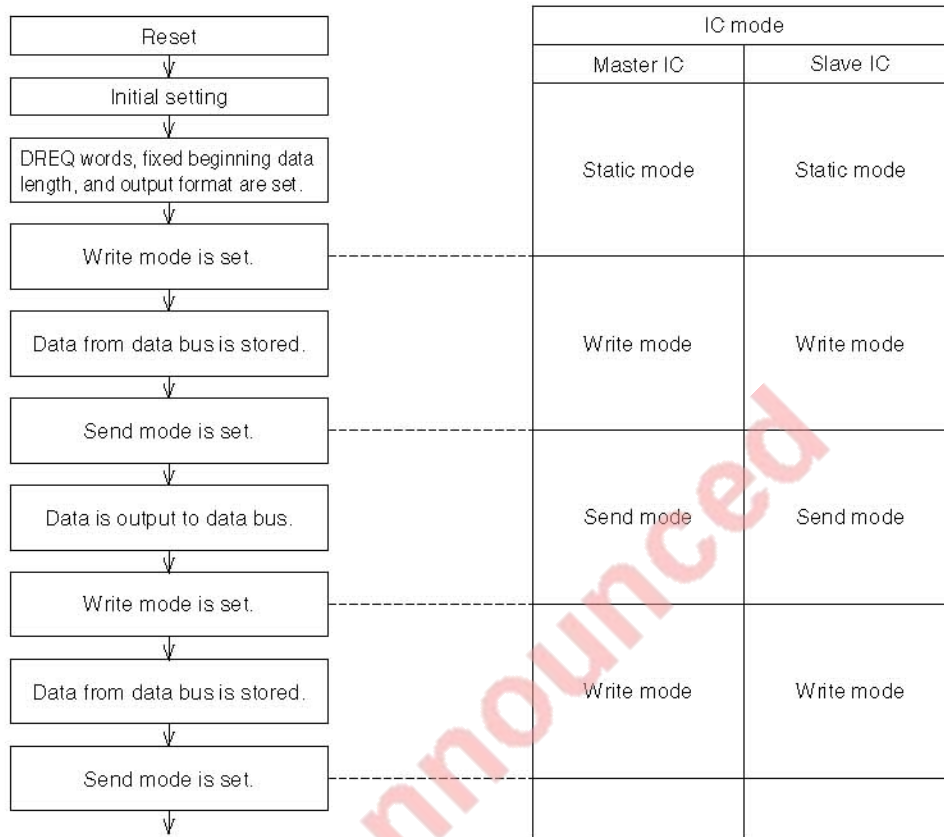 Reset
Initial setting
DREQ words, fixed beginning data
length, and output format are set.
Write mode is set.
Data from data bus is stored.
Send mode is set.
Data is output to data bus.
Write mode is set.
Data from data bus is stored.
Send mode is set.
IC mode
Master IC
Slave IC
Static mode
Static mode
Write mode
Write mode
Send mode
Send mode
Write mode
Write mode
nnounced